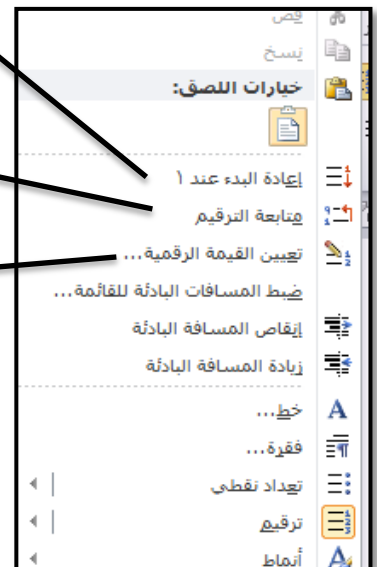 قص
نسخ
خيارات اللصق:
إعادة البدء عند ١
متابعة الترقيم
تعيين القيمة الرقمية...
ضبط المسافات البادئة للقائمة...
إنقاص المسافة البادئة
زيادة المسافة البادئة
خط...
فقرة...
تعداد نقطي
ترقيم
أنماط